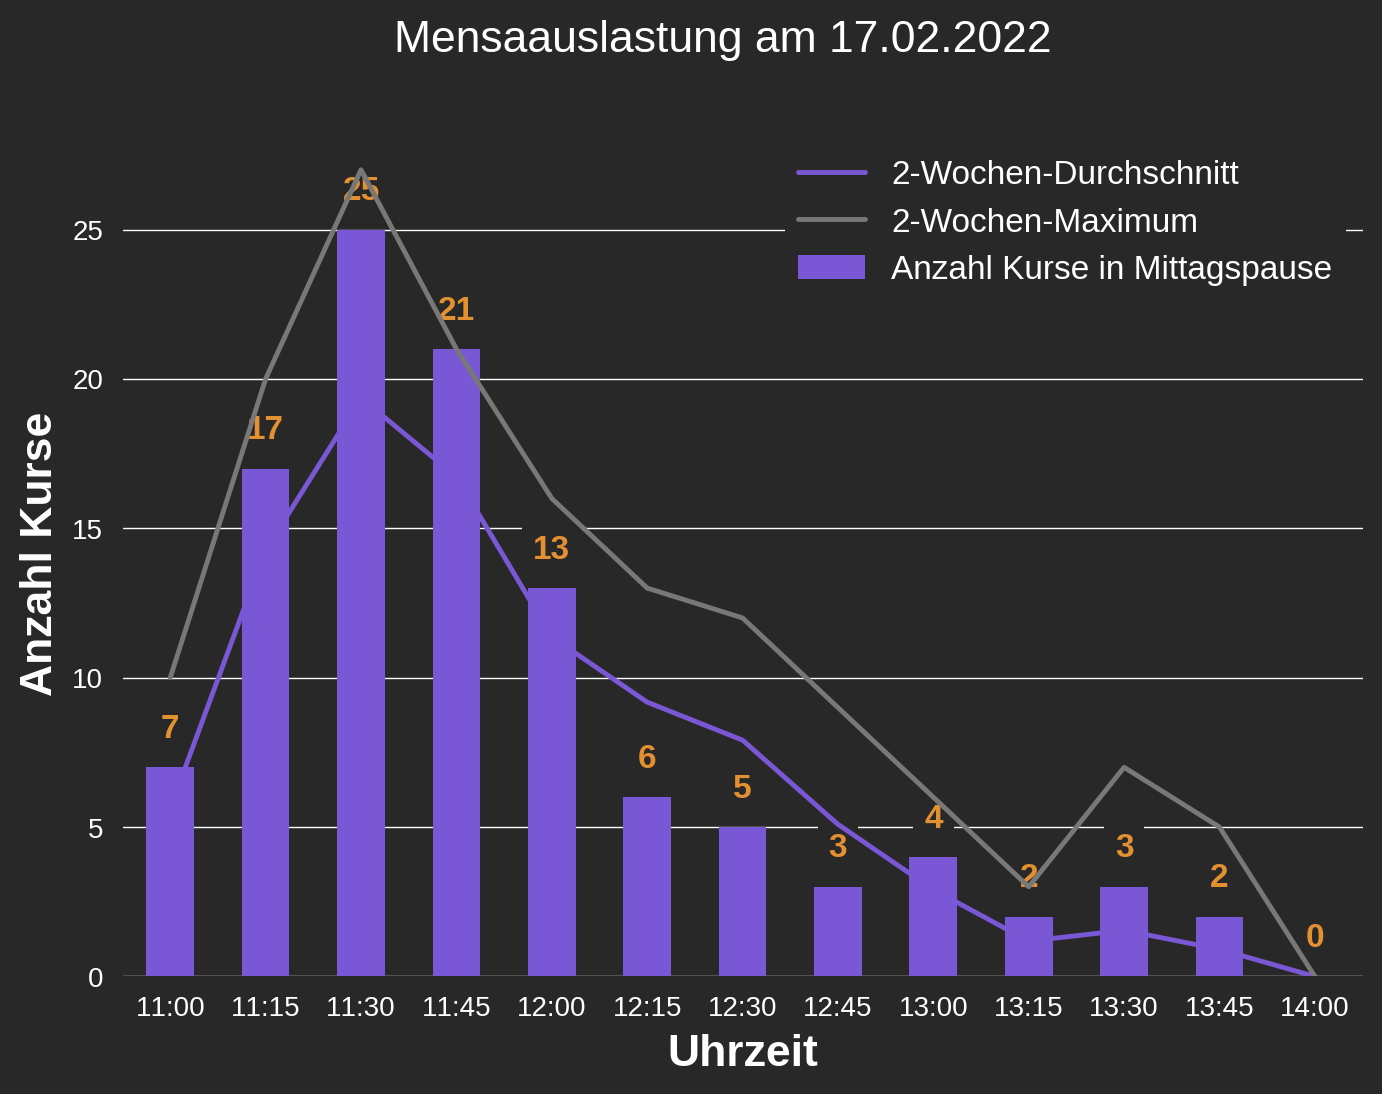 Mensaauslastung am 17.02.2022
2-Wochen-Durchschnitt
2-Wochen-Maximum
Anzahl Kurse in Mittagspause
Anzahl Kurse
25
20
15
10
5
0
7
17
25
21
13
6
5
3
4
2
3
2
0
11:00 11:15 11:30 11:45 12:00 12:15 12:30 12:45 13:00 13:15 13:30 13:45 14:00
Uhrzeit